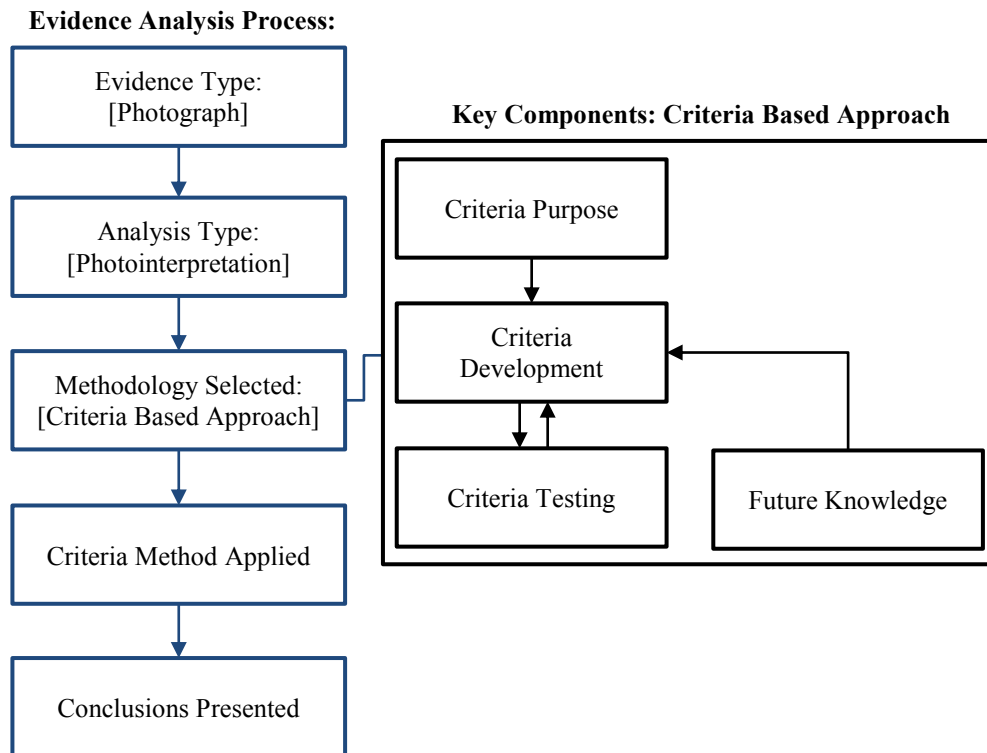 Evidence Analysis Process:
Evidence Type:
[Photograph]
Analysis Type:
[Photointerpretation]
Methodology Selected:
[Criteria Based Approach]
Criteria Method Applied
Conclusions Presented
Key Components: Criteria Based Approach
Criteria Purpose
Criteria
Development
Criteria Testing
Future Knowledge